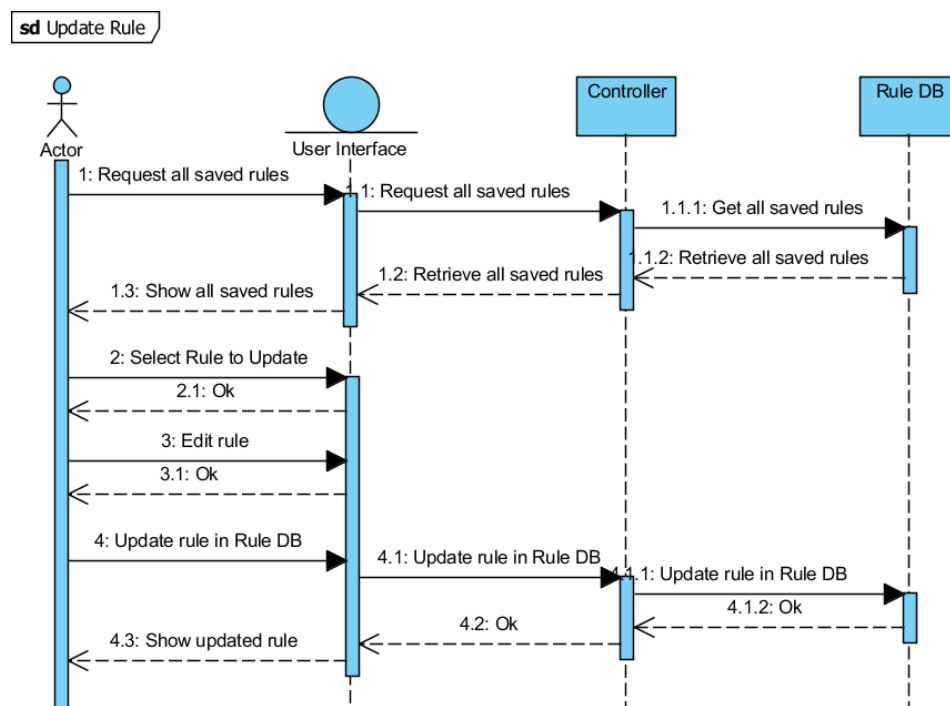 sd Update Rule
Controller
Rule DB
Actor
User Interface
1: Request all saved rules
1.1: Request all saved rules
1.1.1: Get all saved rules
1.1.2: Retrieve all saved rules
1.2: Retrieve all saved rules
1.3: Show all saved rules
2: Select Rule to Update
2.1: Ok
3: Edit rule
3.1: Ok
4: Update rule in Rule DB
4.1: Update rule in Rule DB
4.1.1: Update rule in Rule DB
4.1.2: Ok
4.2: Ok
4.3: Show updated rule